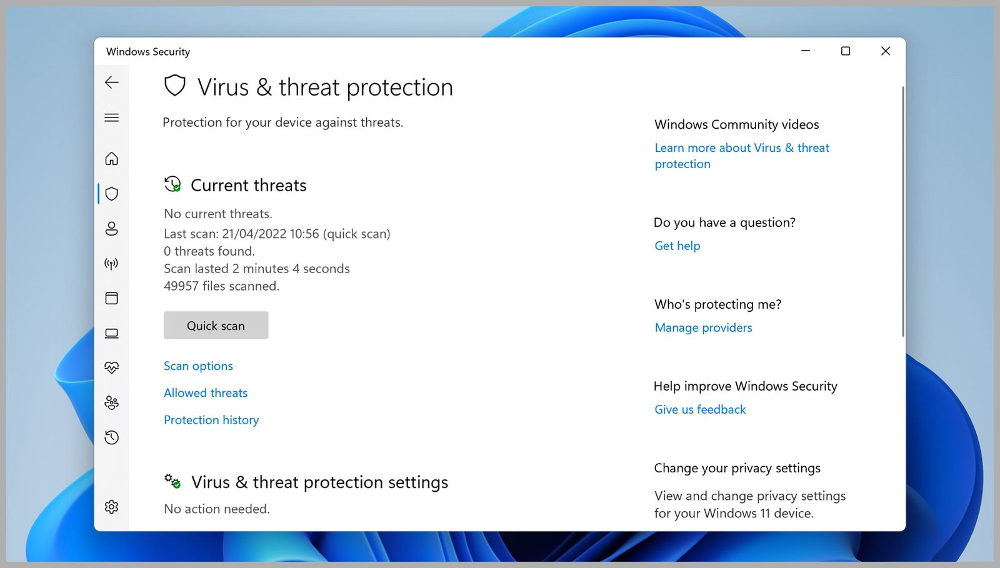 Windows Security
Virus & threat protection
Protection for your device against threats.
Current threats
No current threats.
Last scan: 21/04/2022 10:56 (quick scan)
0 threats found.
Scan lasted 2 minutes 4 seconds
49957 files scanned.
Quick scan
Scan options
Allowed threats
Protection history
Virus & threat protection settings
No action needed.
Windows Community videos
Learn more about Virus & threat
protection
Do you have a question?
Get help
Who's protecting me?
Manage providers
Help improve Windows Security
Give us feedback
Change your privacy settings
View and change privacy settings
for your Windows 11 device.